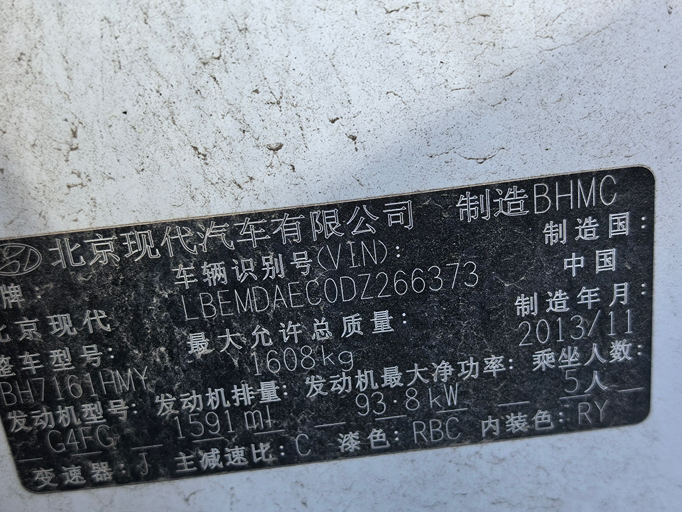 北京现代汽车有限公司 制造BHMC
牌: 车辆识别号(VIN): 制造国:
北京现代 LBEMDAEC0DZ266373 中国、
整车型号: 最大允许总质量: 制造年月:
BH7161HMY 1608kg 2013/11
发动机型号: 发动机排量: 发动机最大净功率: 乘坐人数:
G4FG 1591ml 93.8kW 5人
变速器: J 主减速比: C 漆色: RBC 内装色: RY